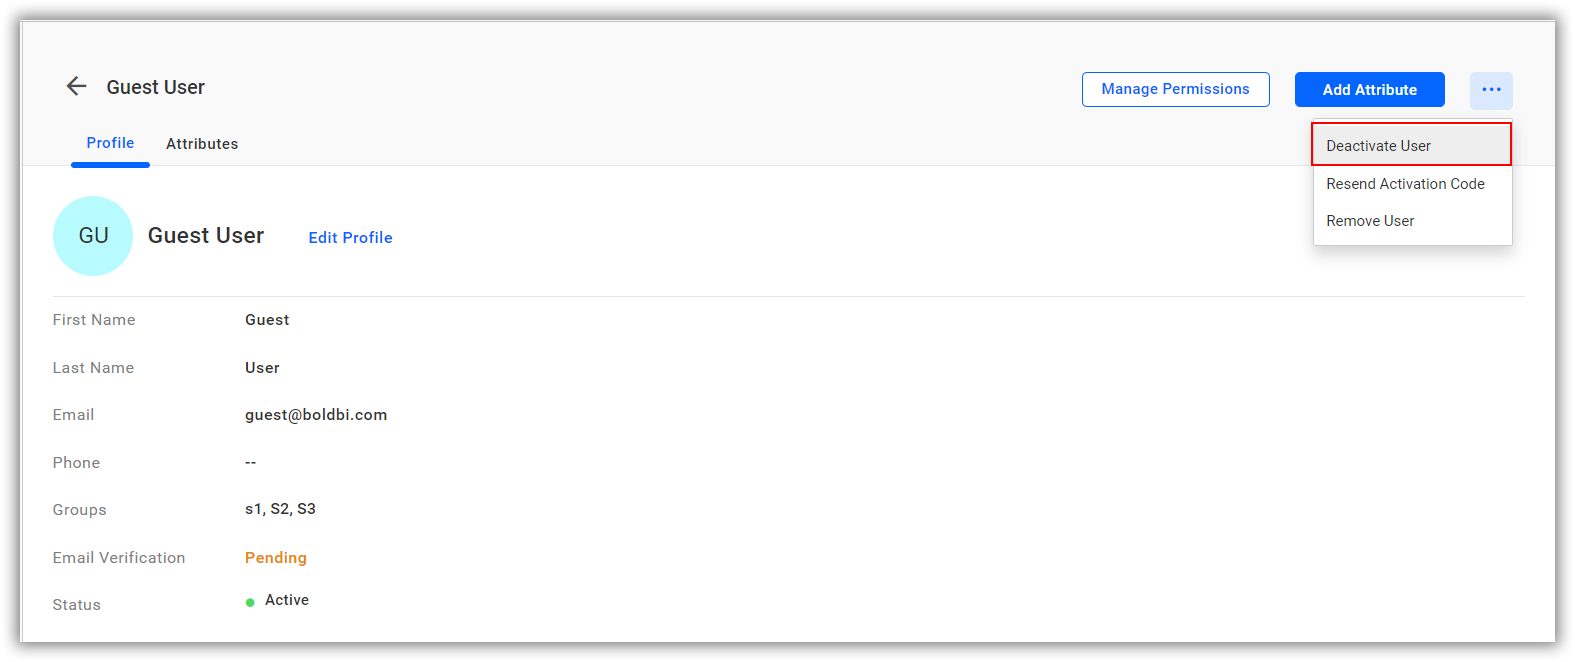 Guest User
Manage Permissions
Add Attribute
...
Profile
Attributes
Deactivate User
Resend Activation Code
Remove User
GU
Guest User
Edit Profile
First Name Guest
Last Name User
Email guest@boldbi.com
Phone --
Groups s1, S2, S3
Email Verification Pending
Status Active